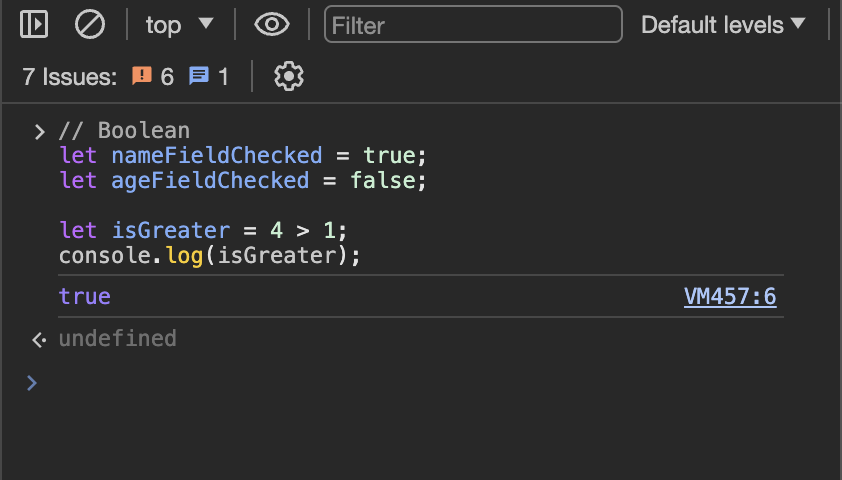 top Filter Default levels
7 Issues: 6 1
// Boolean
let nameFieldChecked = true;
let ageFieldChecked = false;
let isGreater = 4 > 1;
console.log(isGreater);
true VM457:6
undefined